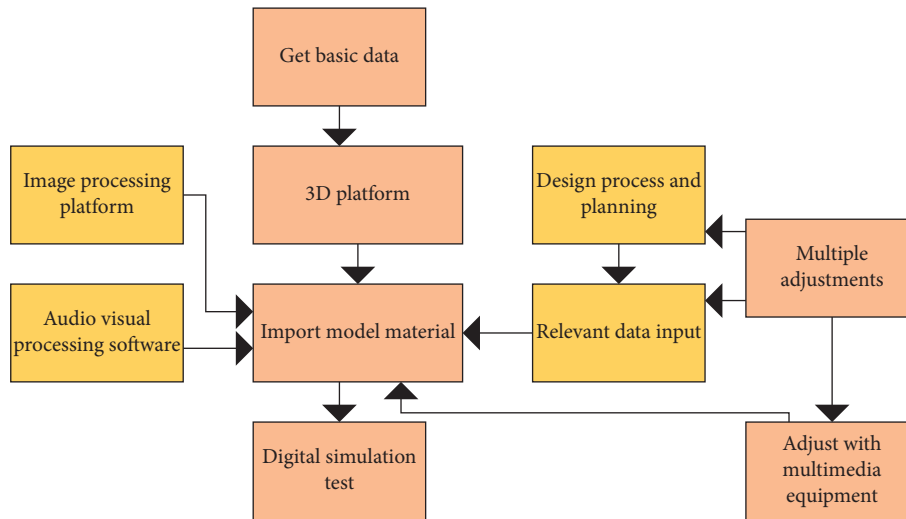 Get basic data
Image processing
platform
3D platform
Design process and
planning
Multiple
adjustments
Audio visual
processing software
Import model material
Relevant data input
Digital simulation
test
Adjust with
multimedia
equipment